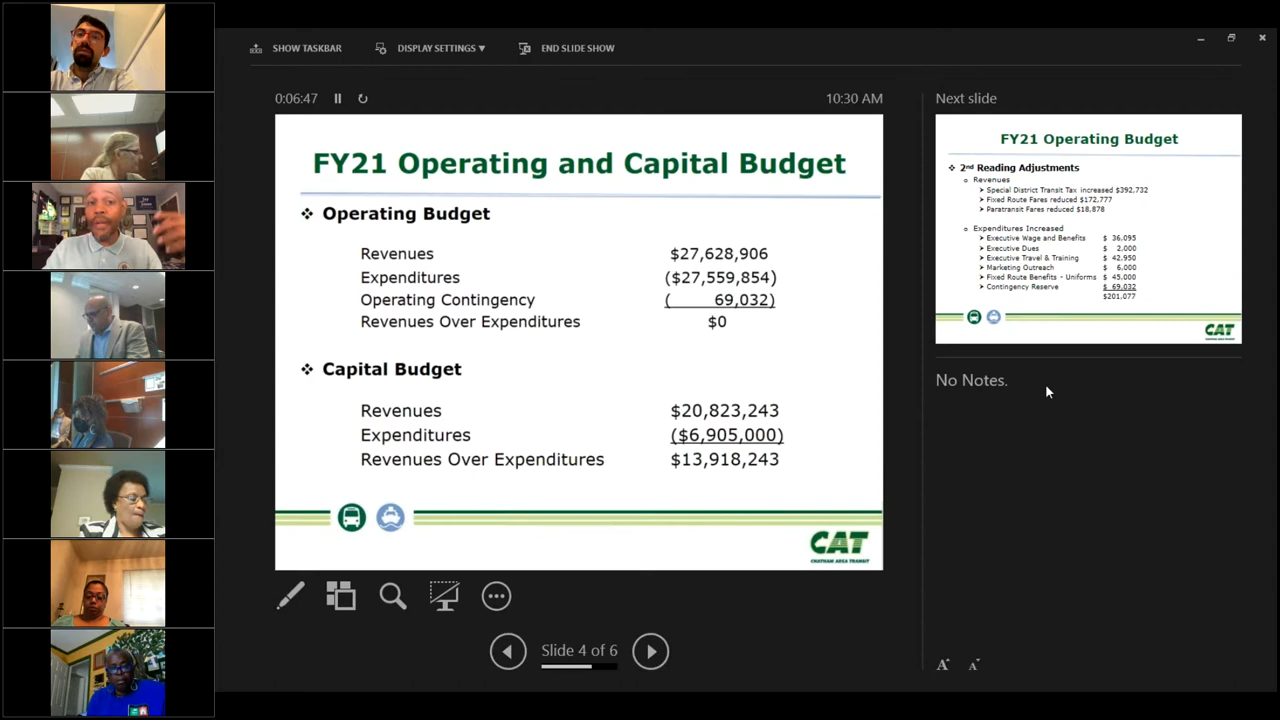 SHOW TASKBAR DISPLAY SETTINGS ▼ END SLIDE SHOW
0:06:47 10:30 AM
FY21 Operating and Capital Budget
❖ Operating Budget
Revenues $27,628,906
Expenditures ($27,559,854)
Operating Contingency ( 69,032)
Revenues Over Expenditures $0
❖ Capital Budget
Revenues $20,823,243
Expenditures ($6,905,000)
Revenues Over Expenditures $13,918,243
CAT
CHATHAM AREA TRANSIT
Slide 4 of 6
Next slide
FY21 Operating Budget
❖ 2nd Reading Adjustments
o Revenues
➤ Special District Transit Tax increased $392,732
➤ Fixed Route Fares reduced $172,777
➤ Paratransit Fares reduced $18,878
o Expenditures Increased
➤ Executive Wage and Benefits $ 36,095
➤ Executive Dues $ 2,000
➤ Executive Travel & Training $ 42,950
➤ Marketing Outreach $ 6,000
➤ Fixed Route Benefits - Uniforms $ 45,000
➤ Contingency Reserve $ 69,032
$201,077
CAT
CHATHAM AREA TRANSIT
No Notes.
A A